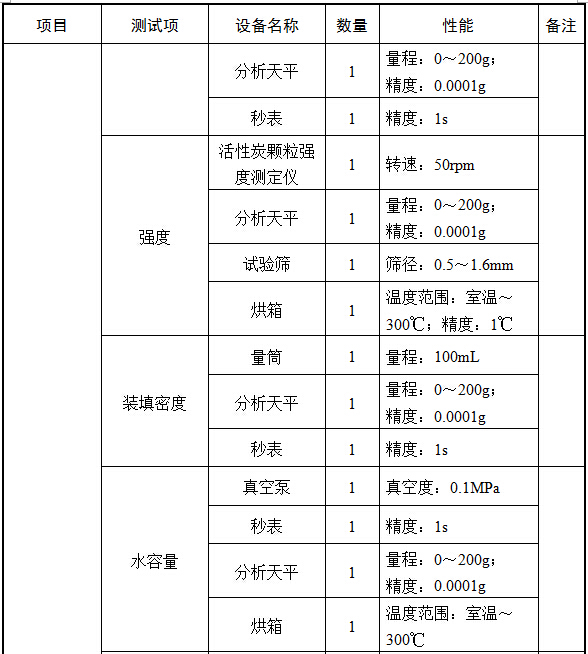 项目 测试项 设备名称 数量 性能 备注
分析天平 1 量程：0～200g；
精度：0.0001g
秒表 1 精度：1s
强度
活性炭颗粒强
度测定仪 1 转速：50rpm
分析天平 1 量程：0～200g；
精度：0.0001g
试验筛 1 筛径：0.5～1.6mm
烘箱 1 温度范围：室温～
300℃；精度：1℃
装填密度
量筒 1 量程：100mL
分析天平 1 量程：0～200g；
精度：0.0001g
秒表 1 精度：1s
水容量
真空泵 1 真空度：0.1MPa
秒表 1 精度：1s
分析天平 1 量程：0～200g；
精度：0.0001g
烘箱 1 温度范围：室温～
300℃